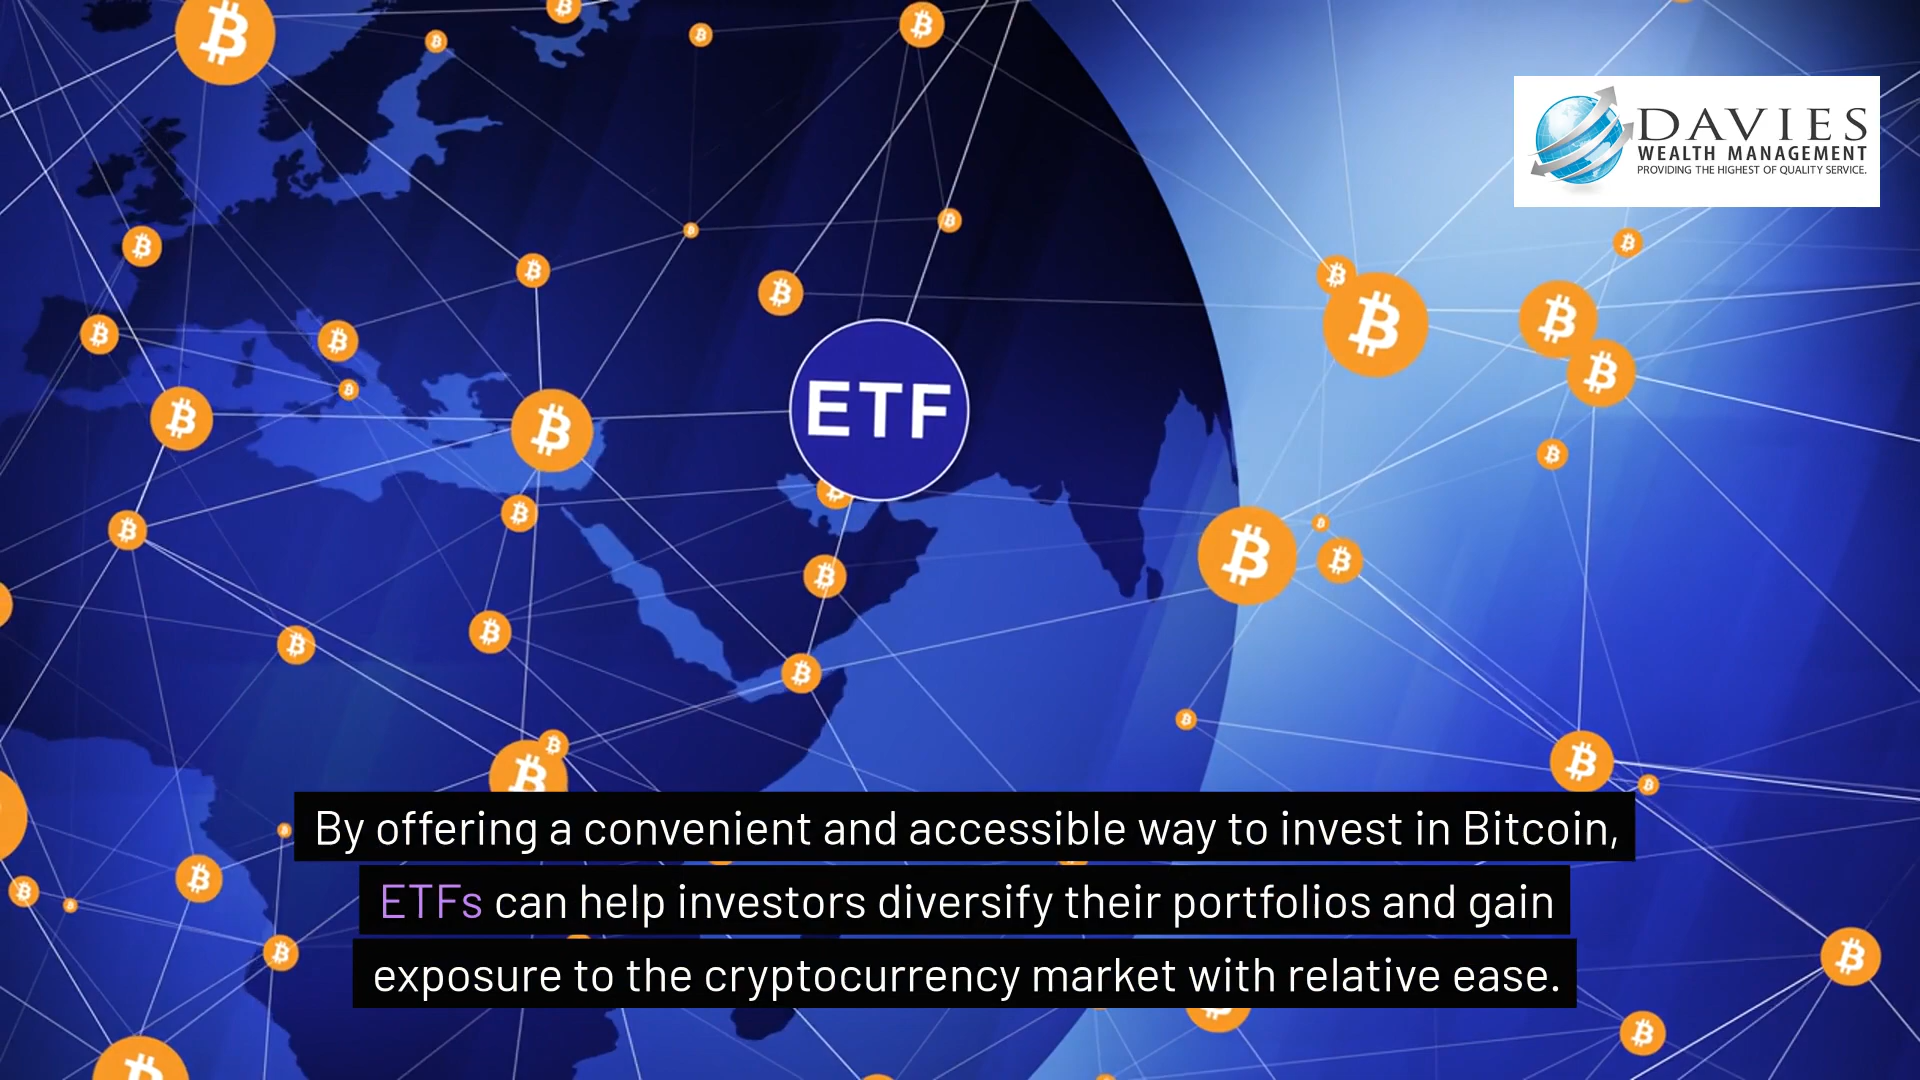 DAVIES
WEALTH MANAGEMENT
PROVIDING THE HIGHEST OF QUALITY SERVICE.
ETF
By offering a convenient and accessible way to invest in Bitcoin,
ETFs can help investors diversify their portfolios and gain
exposure to the cryptocurrency market with relative ease.